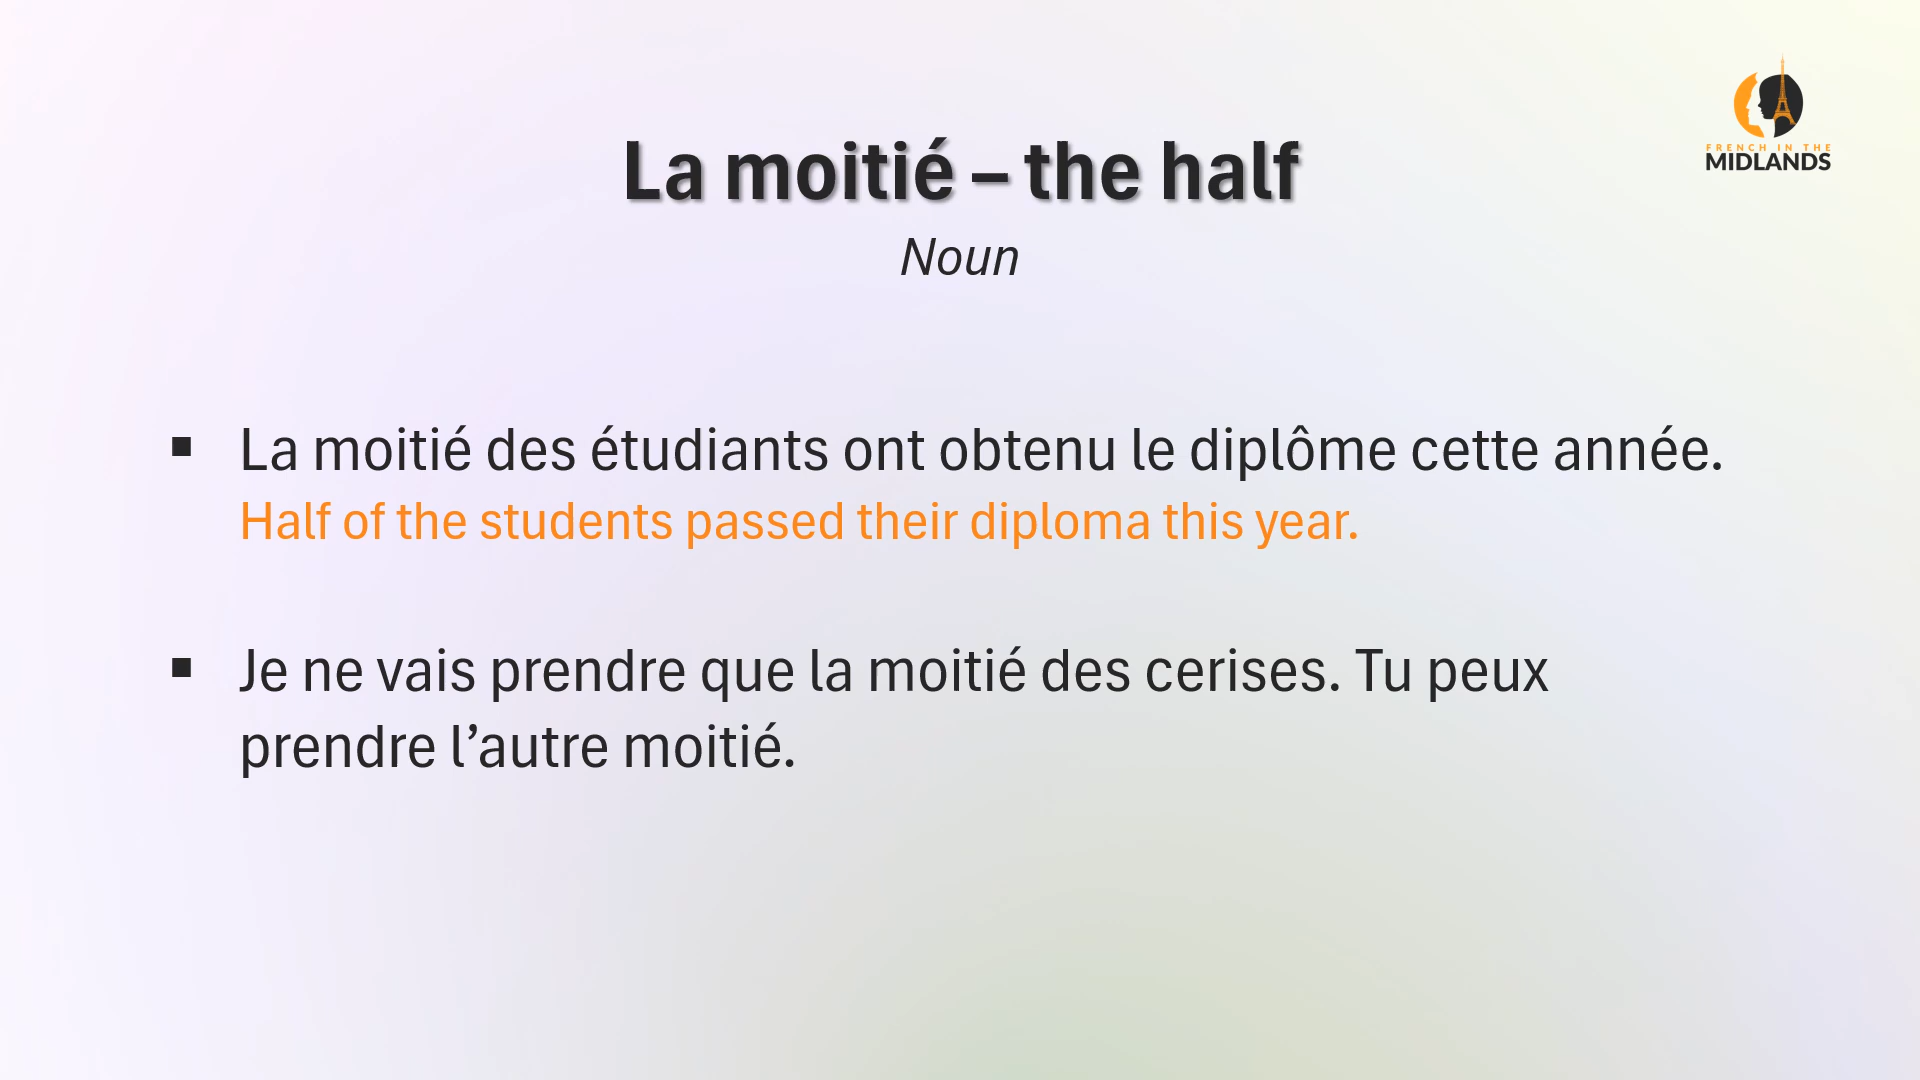 FRENCH IN THE
MIDLANDS
La moitié – the half
Noun
▪ La moitié des étudiants ont obtenu le diplôme cette année.
Half of the students passed their diploma this year.
▪ Je ne vais prendre que la moitié des cerises. Tu peux
prendre l’autre moitié.